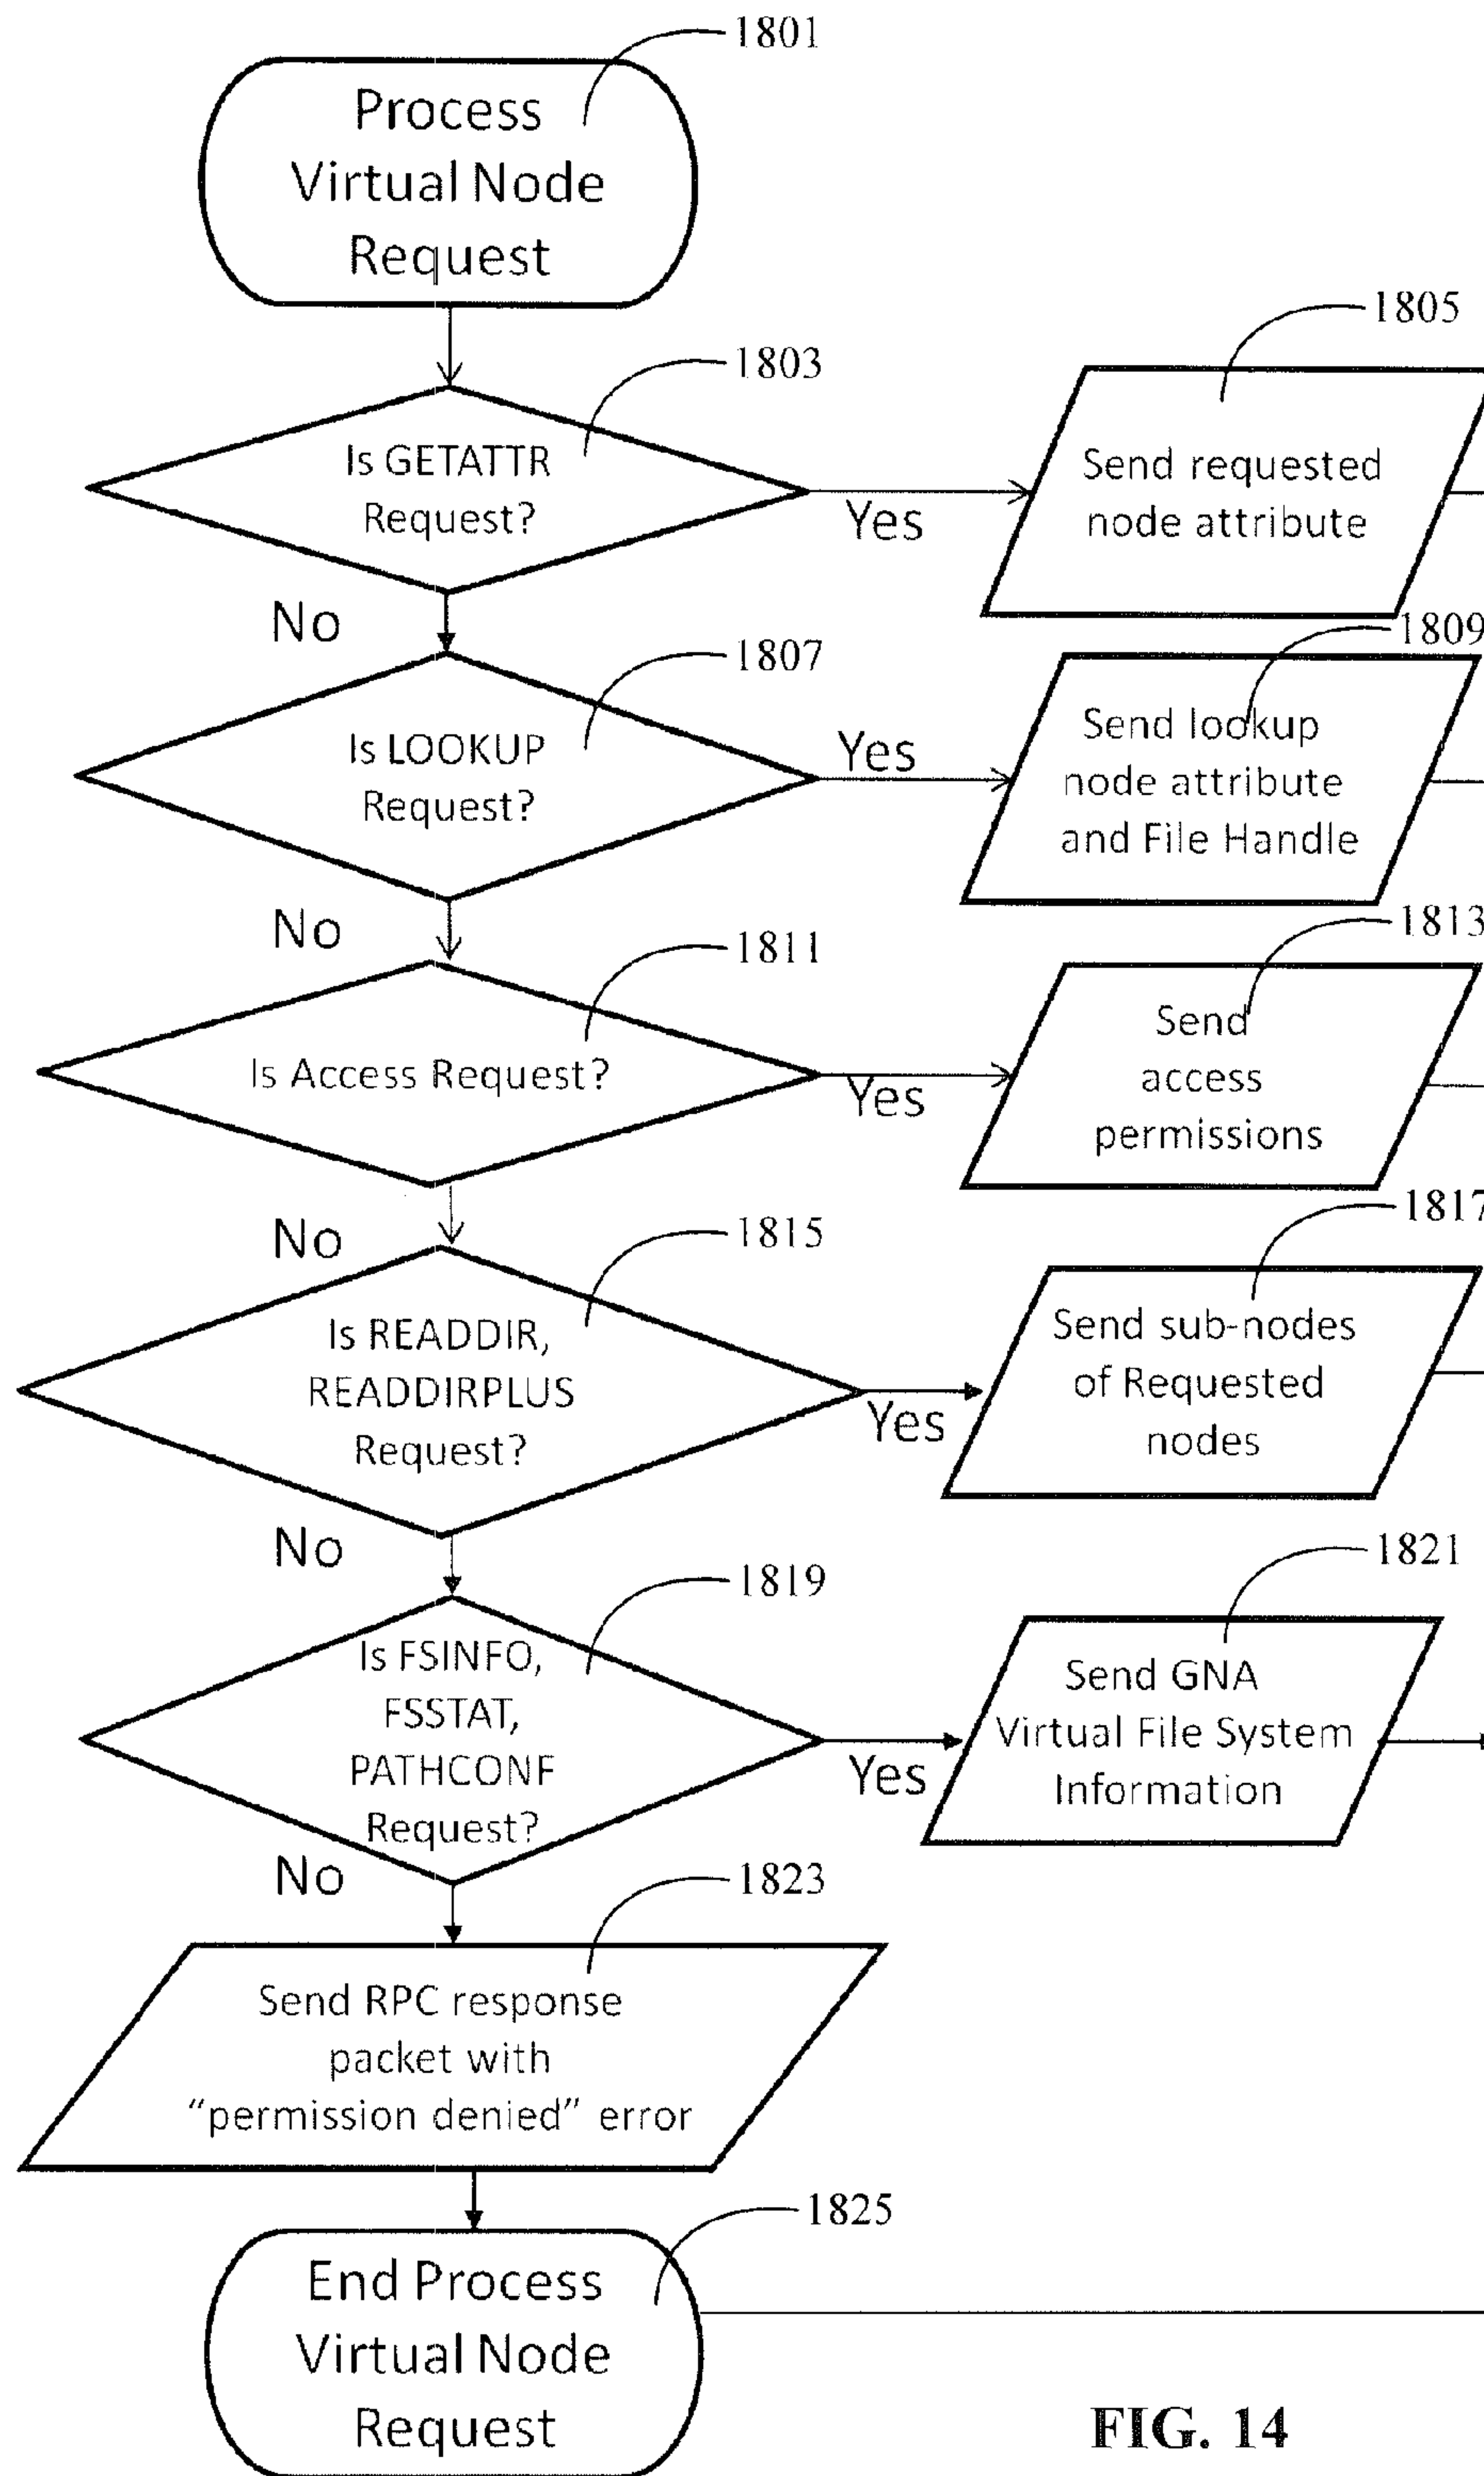 1801
Process
Virtual Node
Request
1803
Is GETATTR
Request?
Yes
1805
Send requested
node attribute
No
1807
Is LOOKUP
Request?
Yes
1809
Send lookup
node attribute
and File Handle
No
1811
Is Access Request?
Yes
1813
Send
access
permissions
No
1815
Is READDIR,
READDIRPLUS
Request?
Yes
1817
Send sub-nodes
of Requested
nodes
No
1819
Is FSINFO,
FSSTAT,
PATHCONF
Request?
Yes
1821
Send GNA
Virtual File System
Information
No
1823
Send RPC response
packet with
“permission denied” error
1825
End Process
Virtual Node
Request
FIG. 14